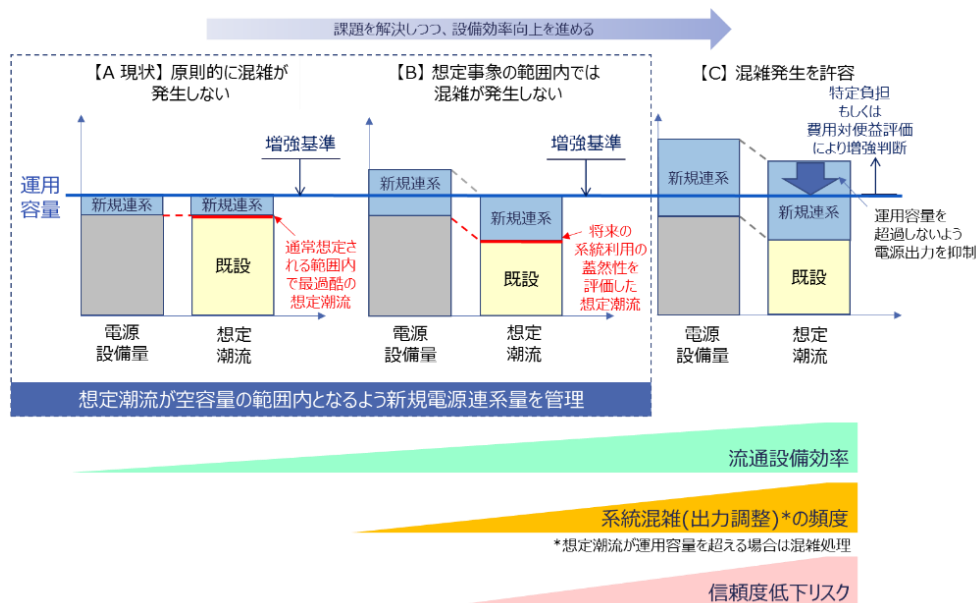 課題を解決しつつ、設備効率向上を進める
【A 現状】 原則的に混雑が
発生しない
【B】 想定事象の範囲内では
混雑が発生しない
【C】 混雑発生を許容
運用
容量
増強基準
新規連系
新規連系
既設
通常想定さ
れる範囲内
で最過酷の
想定潮流
電源
設備量
想定
潮流
増強基準
新規連系
新規連系
既設
将来の
系統利用の
蓋然性を
評価した
想定潮流
電源
設備量
想定
潮流
特定負担
もしくは
費用対便益評価
により増強判断
新規連系
新規連系
既設
運用容量を
超過しないよう
電源出力を抑制
電源
設備量
想定
潮流
想定潮流が空容量の範囲内となるよう新規電源連系量を管理
流通設備効率
系統混雑(出力調整)*の頻度
*想定潮流が運用容量を超える場合は混雑処理
信頼度低下リスク